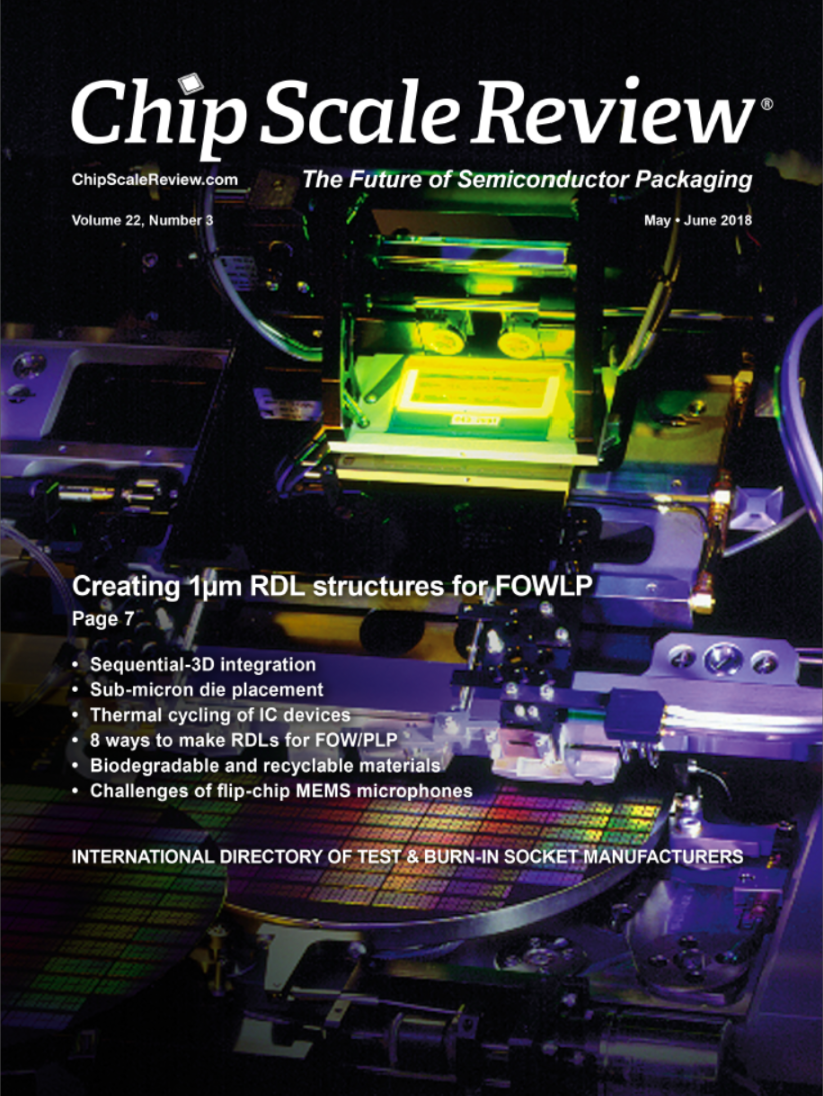 Chip Scale Review®
ChipScaleReview.com
The Future of Semiconductor Packaging
Volume 22, Number 3
May • June 2018
Creating 1µm RDL structures for FOWLP
Page 7
• Sequential-3D integration
• Sub-micron die placement
• Thermal cycling of IC devices
• 8 ways to make RDLs for FOW/PLP
• Biodegradable and recyclable materials
• Challenges of flip-chip MEMS microphones
INTERNATIONAL DIRECTORY OF TEST & BURN-IN SOCKET MANUFACTURERS